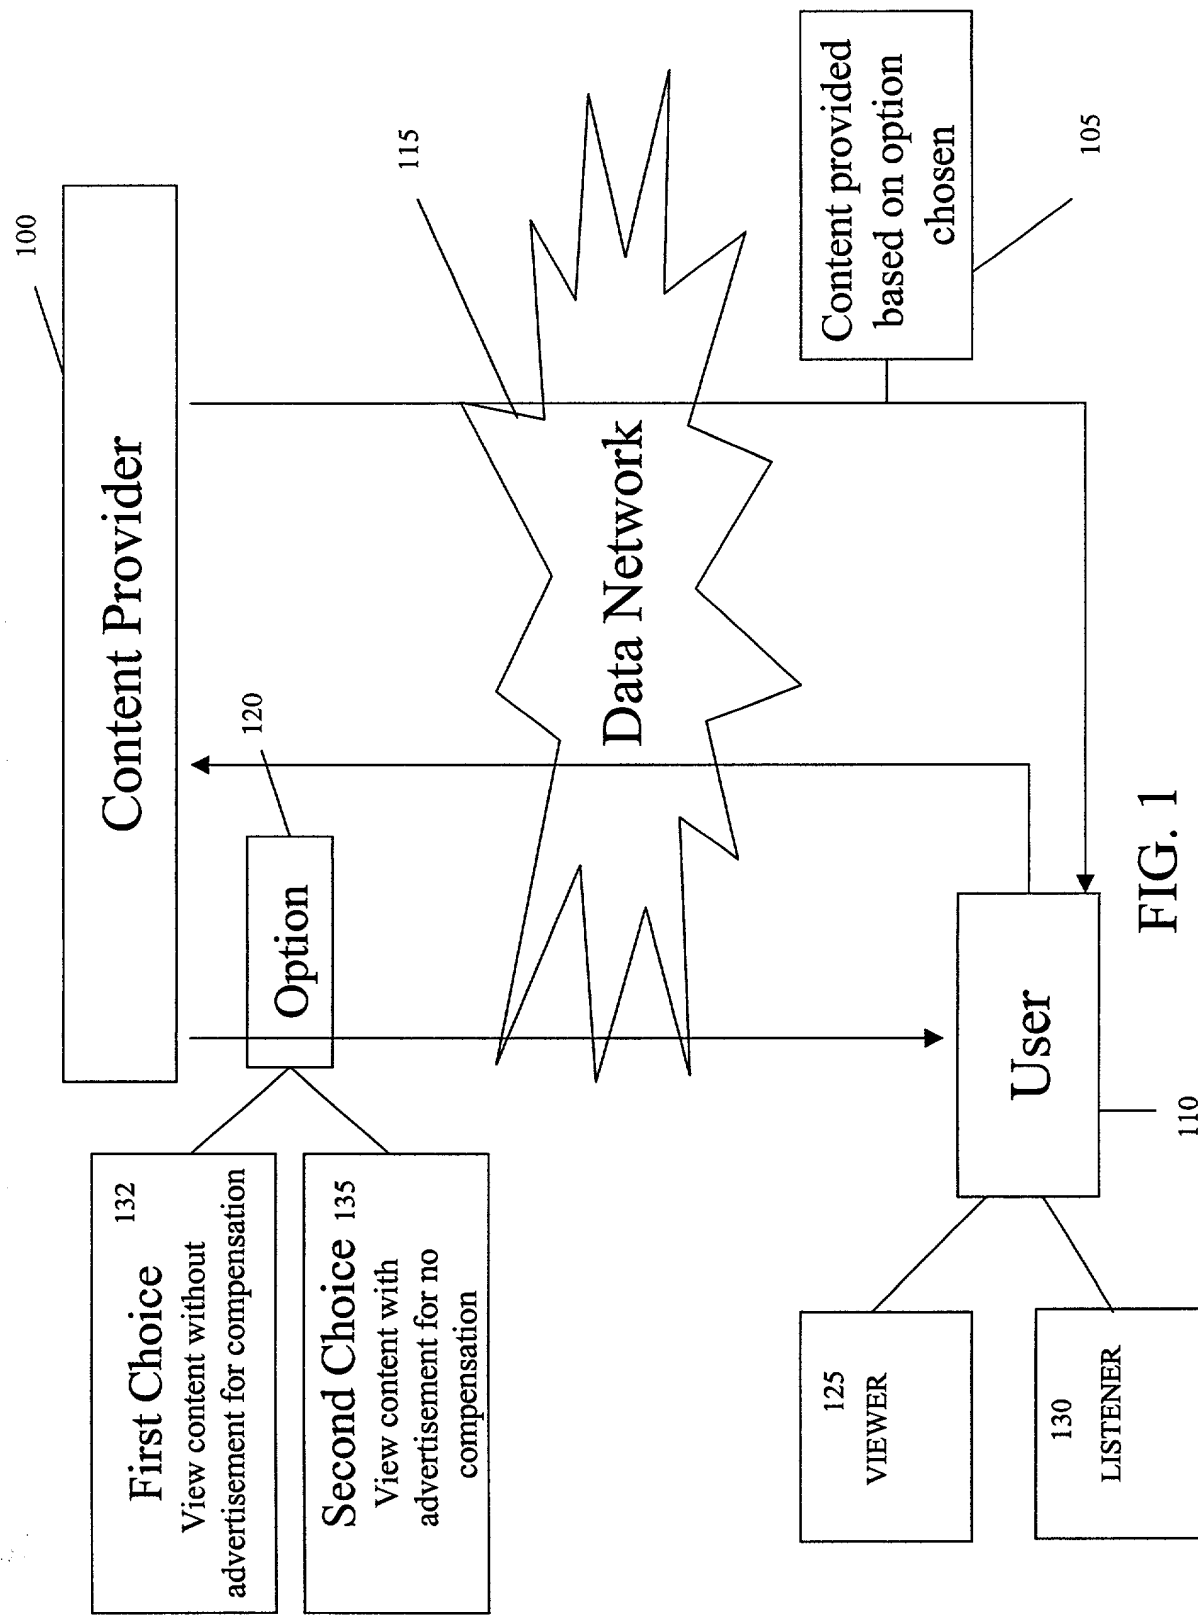 100
Content Provider
132
First Choice
View content without
advertisement for compensation
Second Choice 135
View content with
advertisement for no
compensation
120
Option
115
Data Network
Content provided
based on option
chosen
105
125
VIEWER
130
LISTENER
User
110
FIG. 1